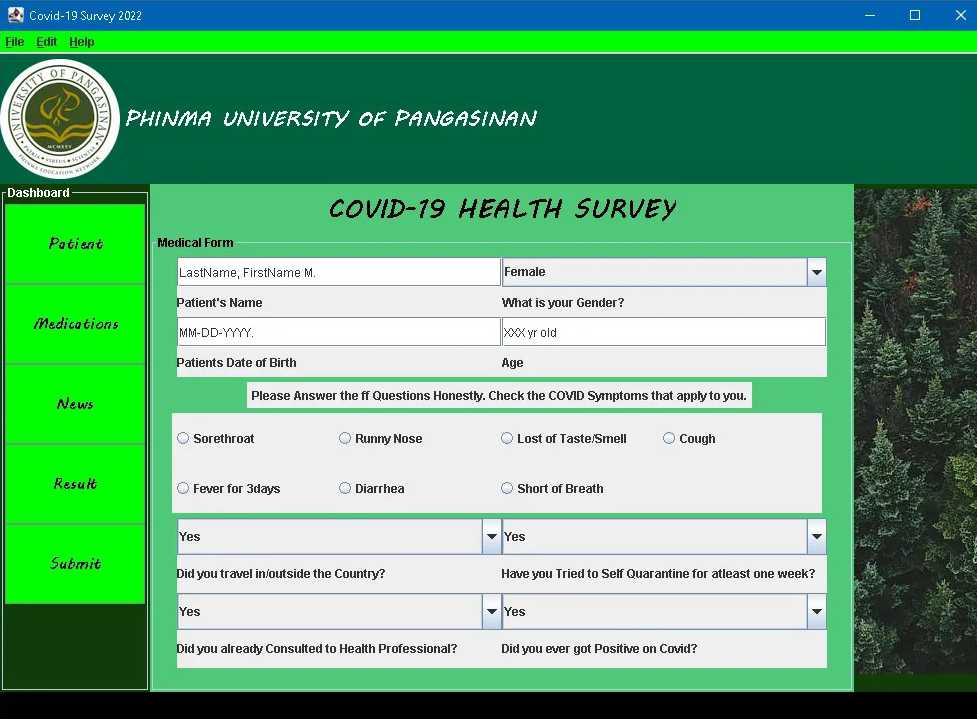 Covid-19 Survey 2022
File Edit Help
UNIVERSITY OF PANGASINAN
PHINMA EDUCATION NETWORK
PHINMA UNIVERSITY OF PANGASINAN
Dashboard
Patient
Medications
News
Result
Submit
COVID-19 HEALTH SURVEY
Medical Form
LastName, FirstName M. Female
Patient's Name What is your Gender?
MM-DD-YYYY. XXX yr old
Patients Date of Birth Age
Please Answer the ff Questions Honestly. Check the COVID Symptoms that apply to you.
Sorethroat Runny Nose Lost of Taste/Smell Cough
Fever for 3days Diarrhea Short of Breath
Yes Yes
Did you travel in/outside the Country? Have you Tried to Self Quarantine for atleast one week?
Yes Yes
Did you already Consulted to Health Professional? Did you ever got Positive on Covid?